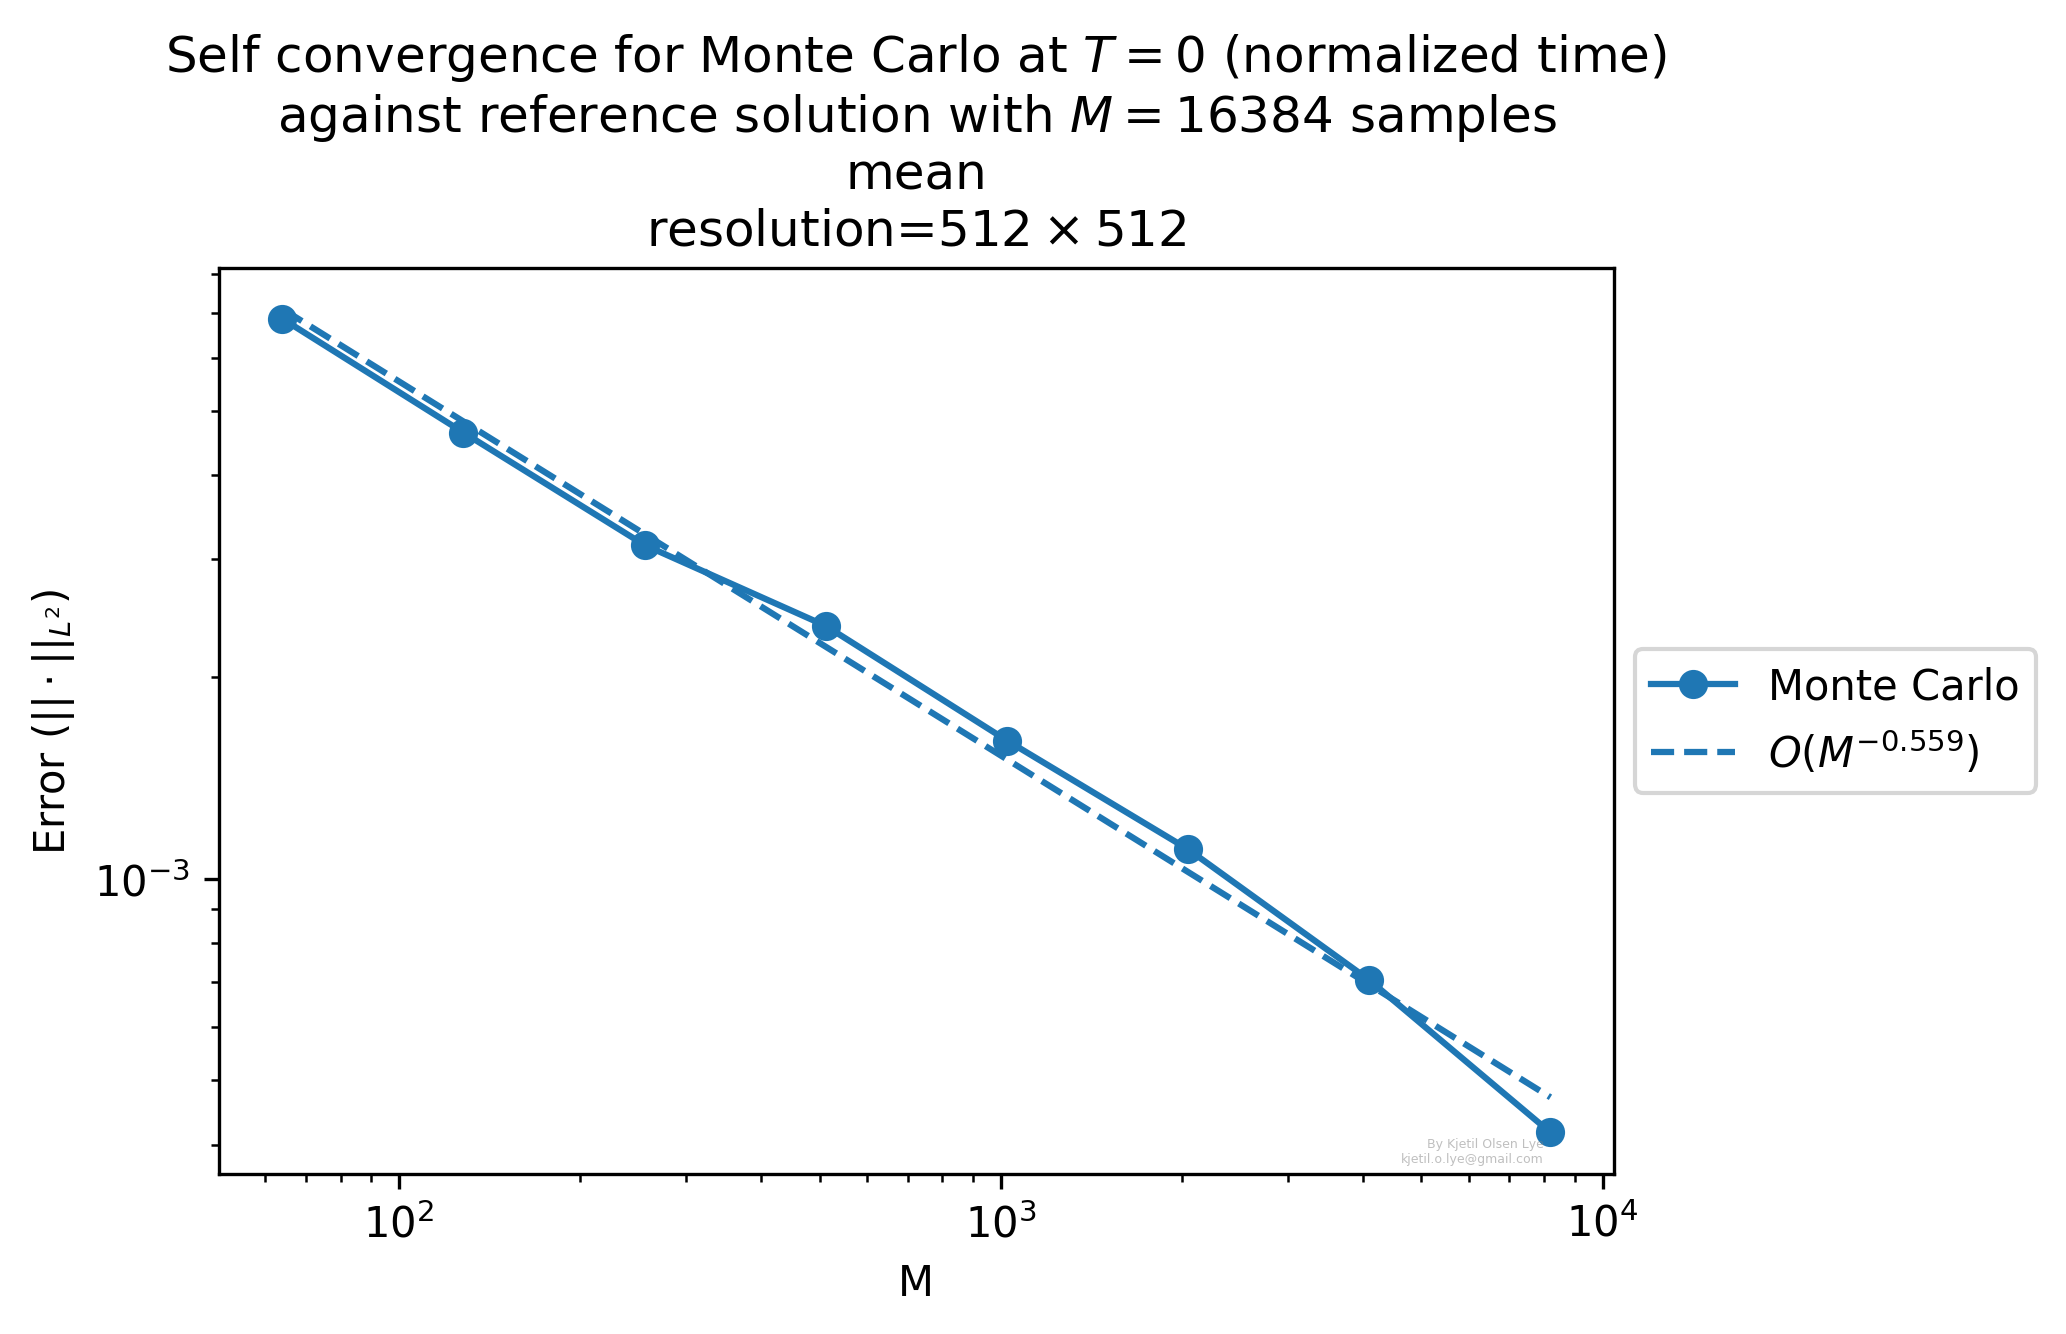 Self convergence for Monte Carlo at T = 0 (normalized time)
against reference solution with M = 16384 samples
mean
resolution=512 × 512
Error (|| · ||_{L^2})
10^{-3}
Monte Carlo
O(M^{-0.559})
By Kjetil Olsen Lye
kjetil.o.lye@gmail.com
10^2
10^3
10^4
M